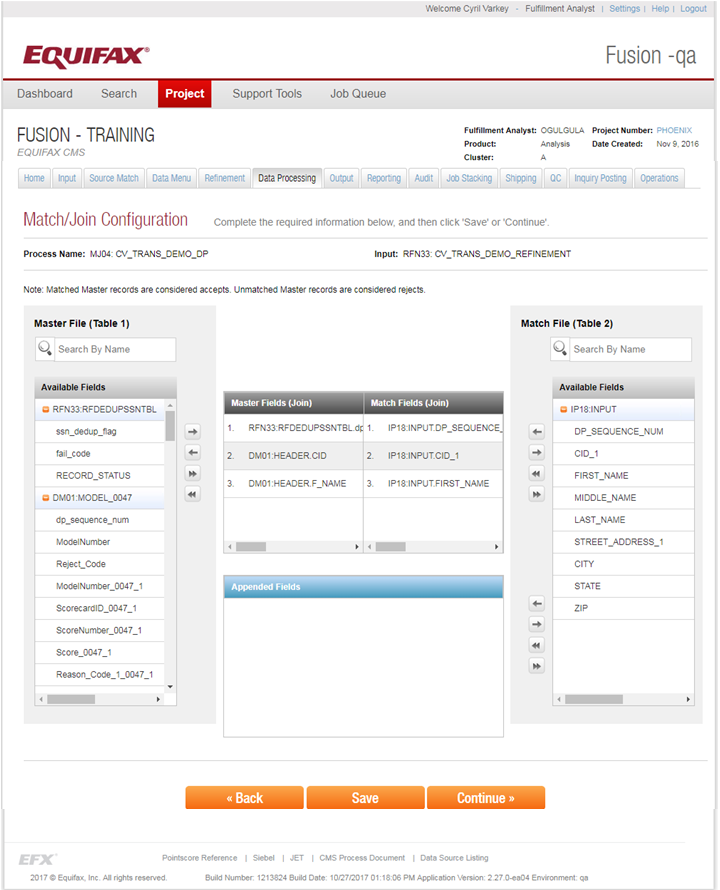 Welcome Cyril Varkey - Fulfillment Analyst | Settings | Help | Logout
EQUIFAX®
Fusion -qa
Dashboard Search Project Support Tools Job Queue
FUSION - TRAINING
EQUIFAX CMS
Fulfillment Analyst: OGULGULA Project Number: PHOENIX
Product: Analysis Date Created: Nov 9, 2016
Cluster: A
Home Input Source Match Data Menu Refinement Data Processing Output Reporting Audit Job Stacking Shipping QC Inquiry Posting Operations
Match/Join Configuration Complete the required information below, and then click 'Save' or 'Continue'.
Process Name: MJ04: CV_TRANS_DEMO_DP Input: RFN33: CV_TRANS_DEMO_REFINEMENT
Note: Matched Master records are considered accepts. Unmatched Master records are considered rejects.
Master File (Table 1)
Search By Name
Available Fields
RFN33:RFDEDUPSSNTBL
ssn_dedup_flag
fail_code
RECORD_STATUS
DM01:MODEL_0047
dp_sequence_num
ModelNumber
Reject_Code
ModelNumber_0047_1
ScorecardID_0047_1
ScoreNumber_0047_1
Score_0047_1
Reason_Code_1_0047_1
Master Fields (Join) Match Fields (Join)
1. RFN33:RFDEDUPSSNTBL.dp 1. IP18:INPUT.DP_SEQUENCE_
2. DM01:HEADER.CID 2. IP18:INPUT.CID_1
3. DM01:HEADER.F_NAME 3. IP18:INPUT.FIRST_NAME
Appended Fields
Match File (Table 2)
Search By Name
Available Fields
IP18:INPUT
DP_SEQUENCE_NUM
CID_1
FIRST_NAME
MIDDLE_NAME
LAST_NAME
STREET_ADDRESS_1
CITY
STATE
ZIP
« Back Save Continue »
EFX
Pointscore Reference | Siebel | JET | CMS Process Document | Data Source Listing
2017 © Equifax, Inc. All rights reserved. Build Number: 1213824 Build Date: 10/27/2017 01:18:06 PM Application Version: 2.27.0-ea04 Environment: qa